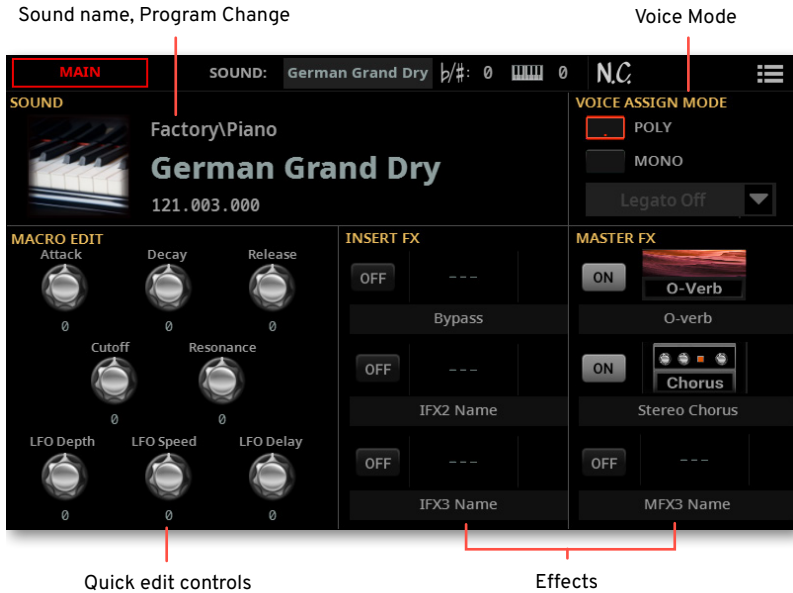 Sound name, Program Change
Voice Mode
MAIN
SOUND: German Grand Dry ♭/♯: 0 0 N.C.
SOUND
Factory\Piano
German Grand Dry
121.003.000
VOICE ASSIGN MODE
POLY
MONO
Legato Off
MACRO EDIT
Attack Decay Release
0 0 0
Cutoff Resonance
0 0
LFO Depth LFO Speed LFO Delay
0 0 0
INSERT FX
OFF ---
Bypass
OFF ---
IFX2 Name
OFF ---
IFX3 Name
MASTER FX
ON O-Verb
O-verb
ON Chorus
Stereo Chorus
OFF ---
MFX3 Name
Quick edit controls
Effects